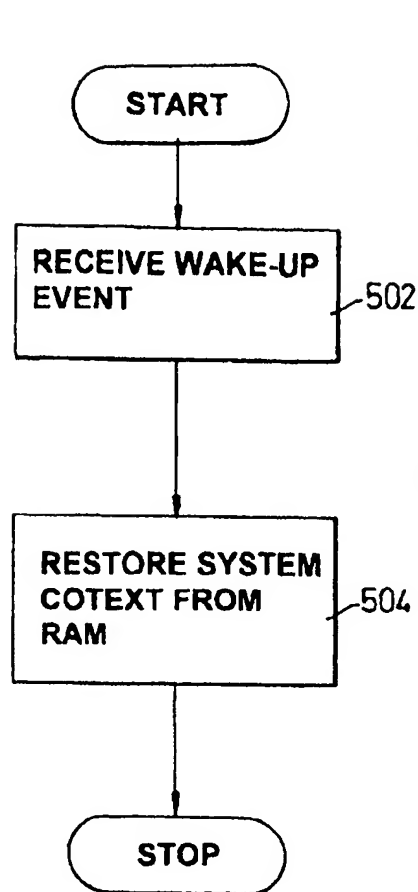 START
RECEIVE WAKE-UP
EVENT
502
RESTORE SYSTEM
COTEXT FROM
RAM
504
STOP